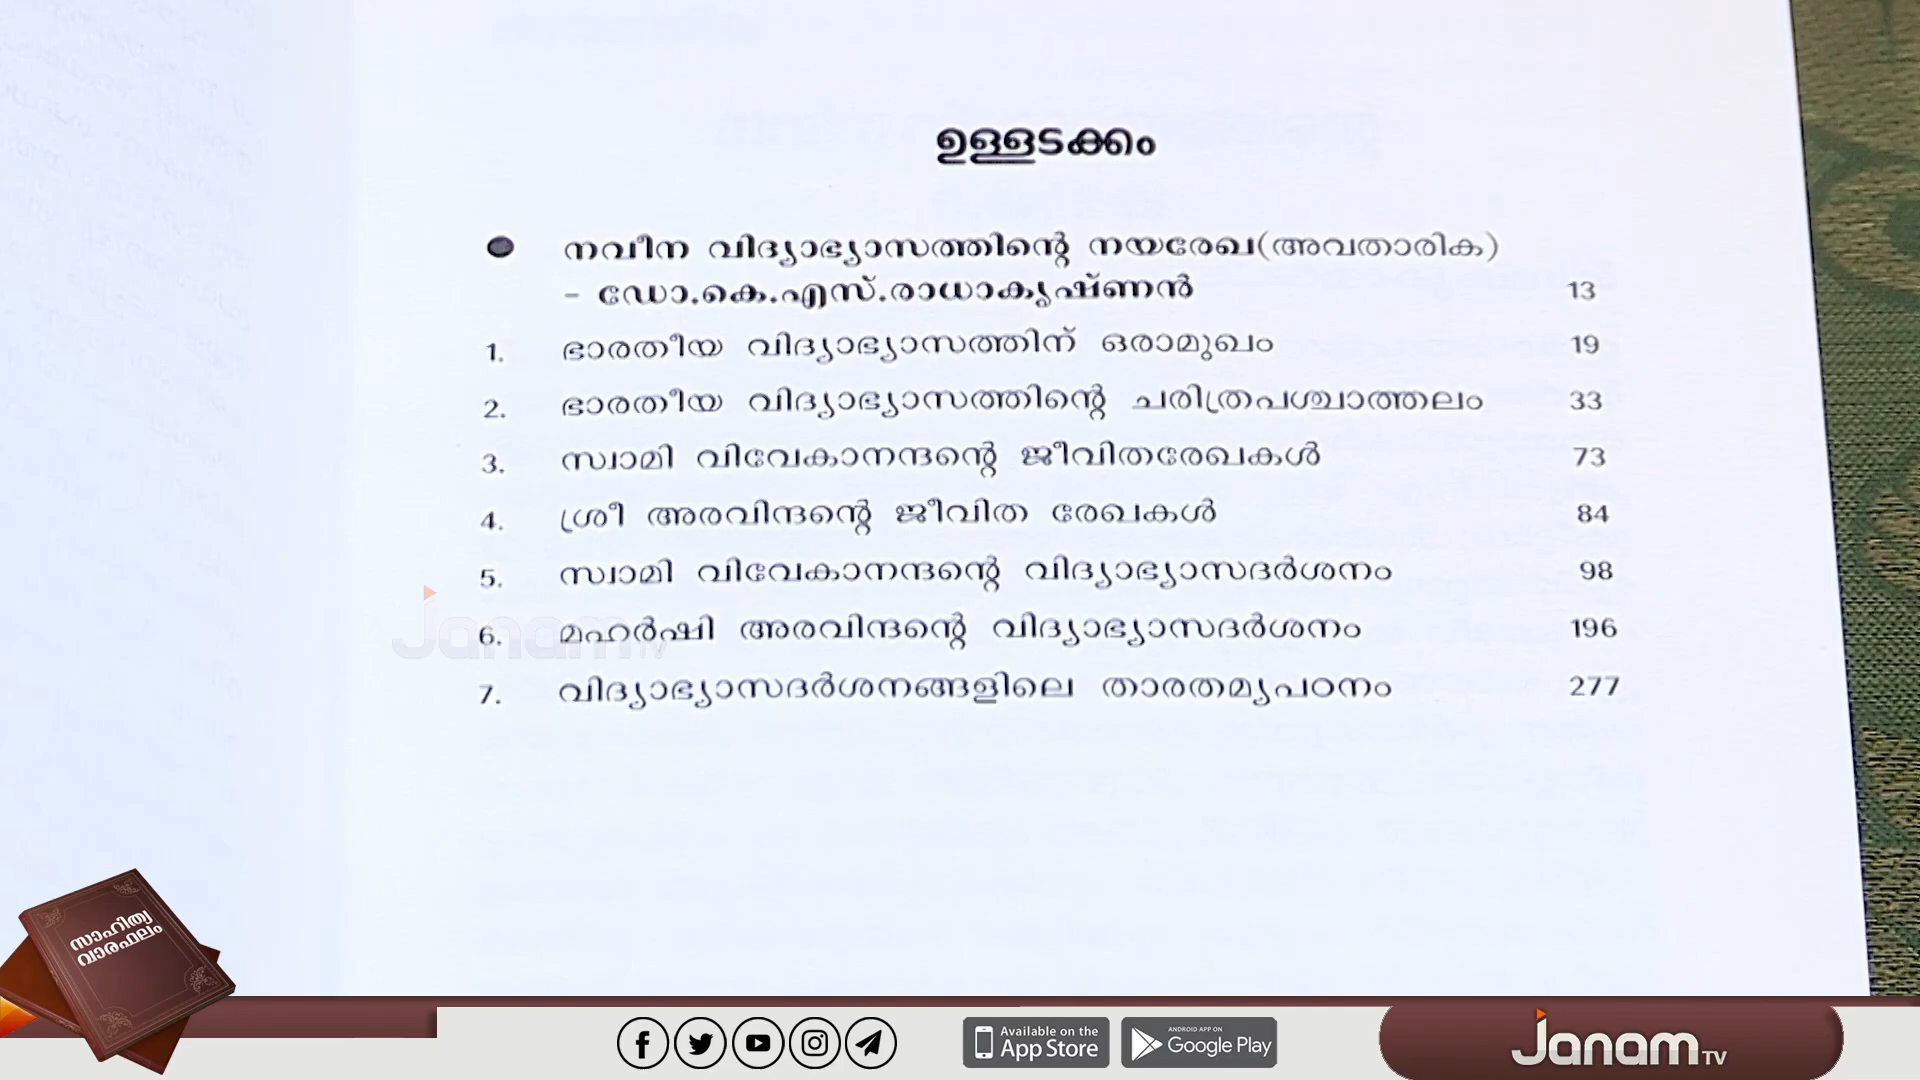 ഉള്ളടക്കം
നവീന വിദ്യാഭ്യാസത്തിന്റെ നയരേഖ(അവതാരിക)
– ഡോ.കെ.എസ്.രാധാകൃഷ്ണൻ 13
1. ഭാരതീയ വിദ്യാഭ്യാസത്തിന് ഒരാമുഖം 19
2. ഭാരതീയ വിദ്യാഭ്യാസത്തിന്റെ ചരിത്രപശ്ചാത്തലം 33
3. സ്വാമി വിവേകാനന്ദന്റെ ജീവിതരേഖകൾ 73
4. ശ്രീ അരവിന്ദന്റെ ജീവിത രേഖകൾ 84
5. സ്വാമി വിവേകാനന്ദന്റെ വിദ്യാഭ്യാസദർശനം 98
6. മഹർഷി അരവിന്ദന്റെ വിദ്യാഭ്യാസദർശനം 196
7. വിദ്യാഭ്യാസദർശനങ്ങളിലെ താരതമ്യപഠനം 277
Janam TV
സാഹിത്യ
വാരഫലം
Available on the
App Store
ANDROID APP ON
Google Play
Janam TV